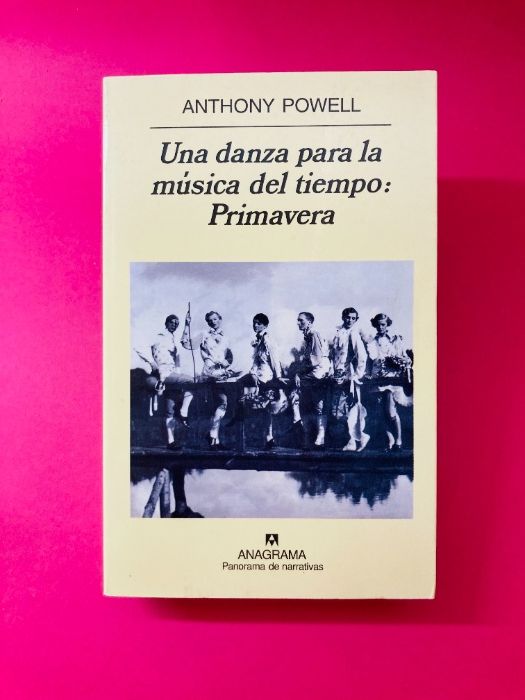 ANTHONY POWELL
Una danza para la
música del tiempo:
Primavera
ANAGRAMA
Panorama de narrativas